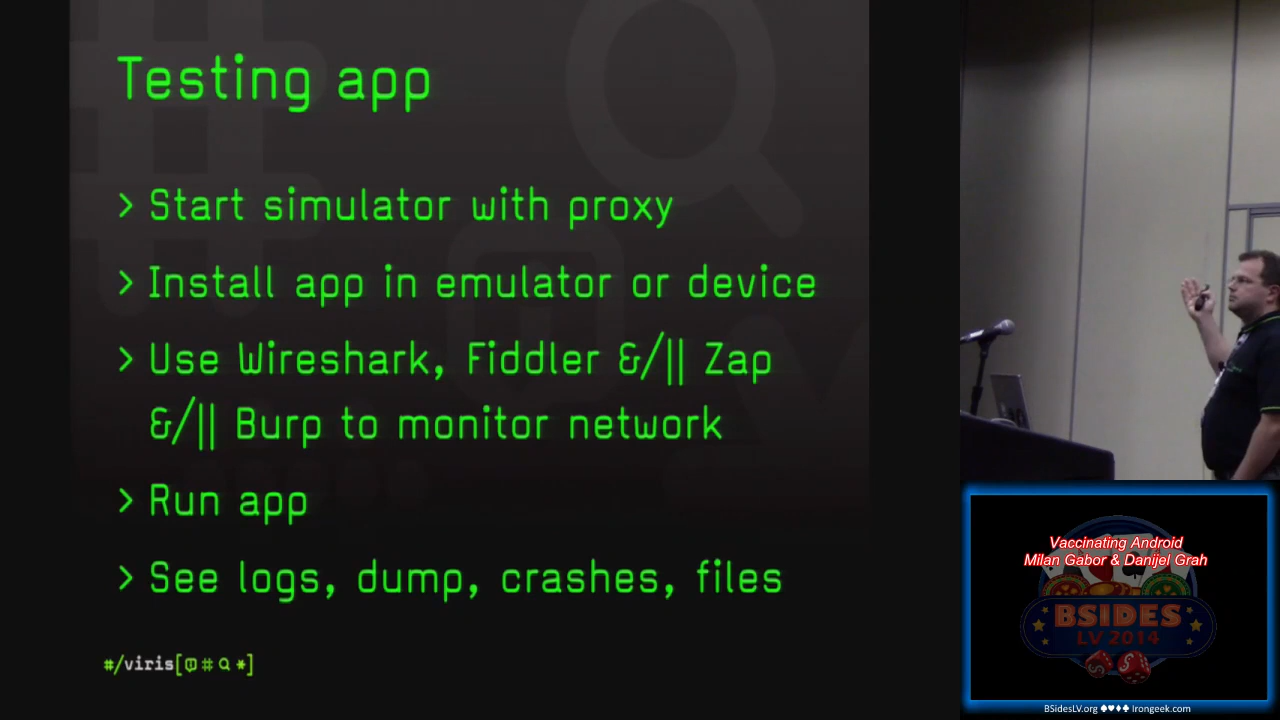 Testing app
> Start simulator with proxy
> Install app in emulator or device
> Use Wireshark, Fiddler &/|| Zap
&/|| Burp to monitor network
> Run app
> See logs, dump, crashes, files
#/viris[# *]
Vaccinating Android
Milan Gabor & Danijel Grah
BSIDES
LV 2014
BSidesLV.org ♠♥♦♣ Irongeek.com